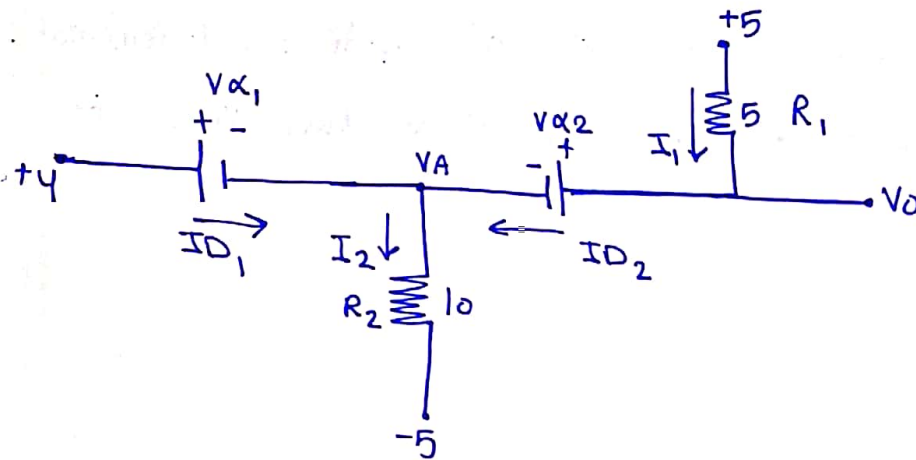 +5
Vα1
+ -
5 R1
Vα2
- +
I1
+4
VA
Vo
ID1
I2
ID2
R2 10
-5